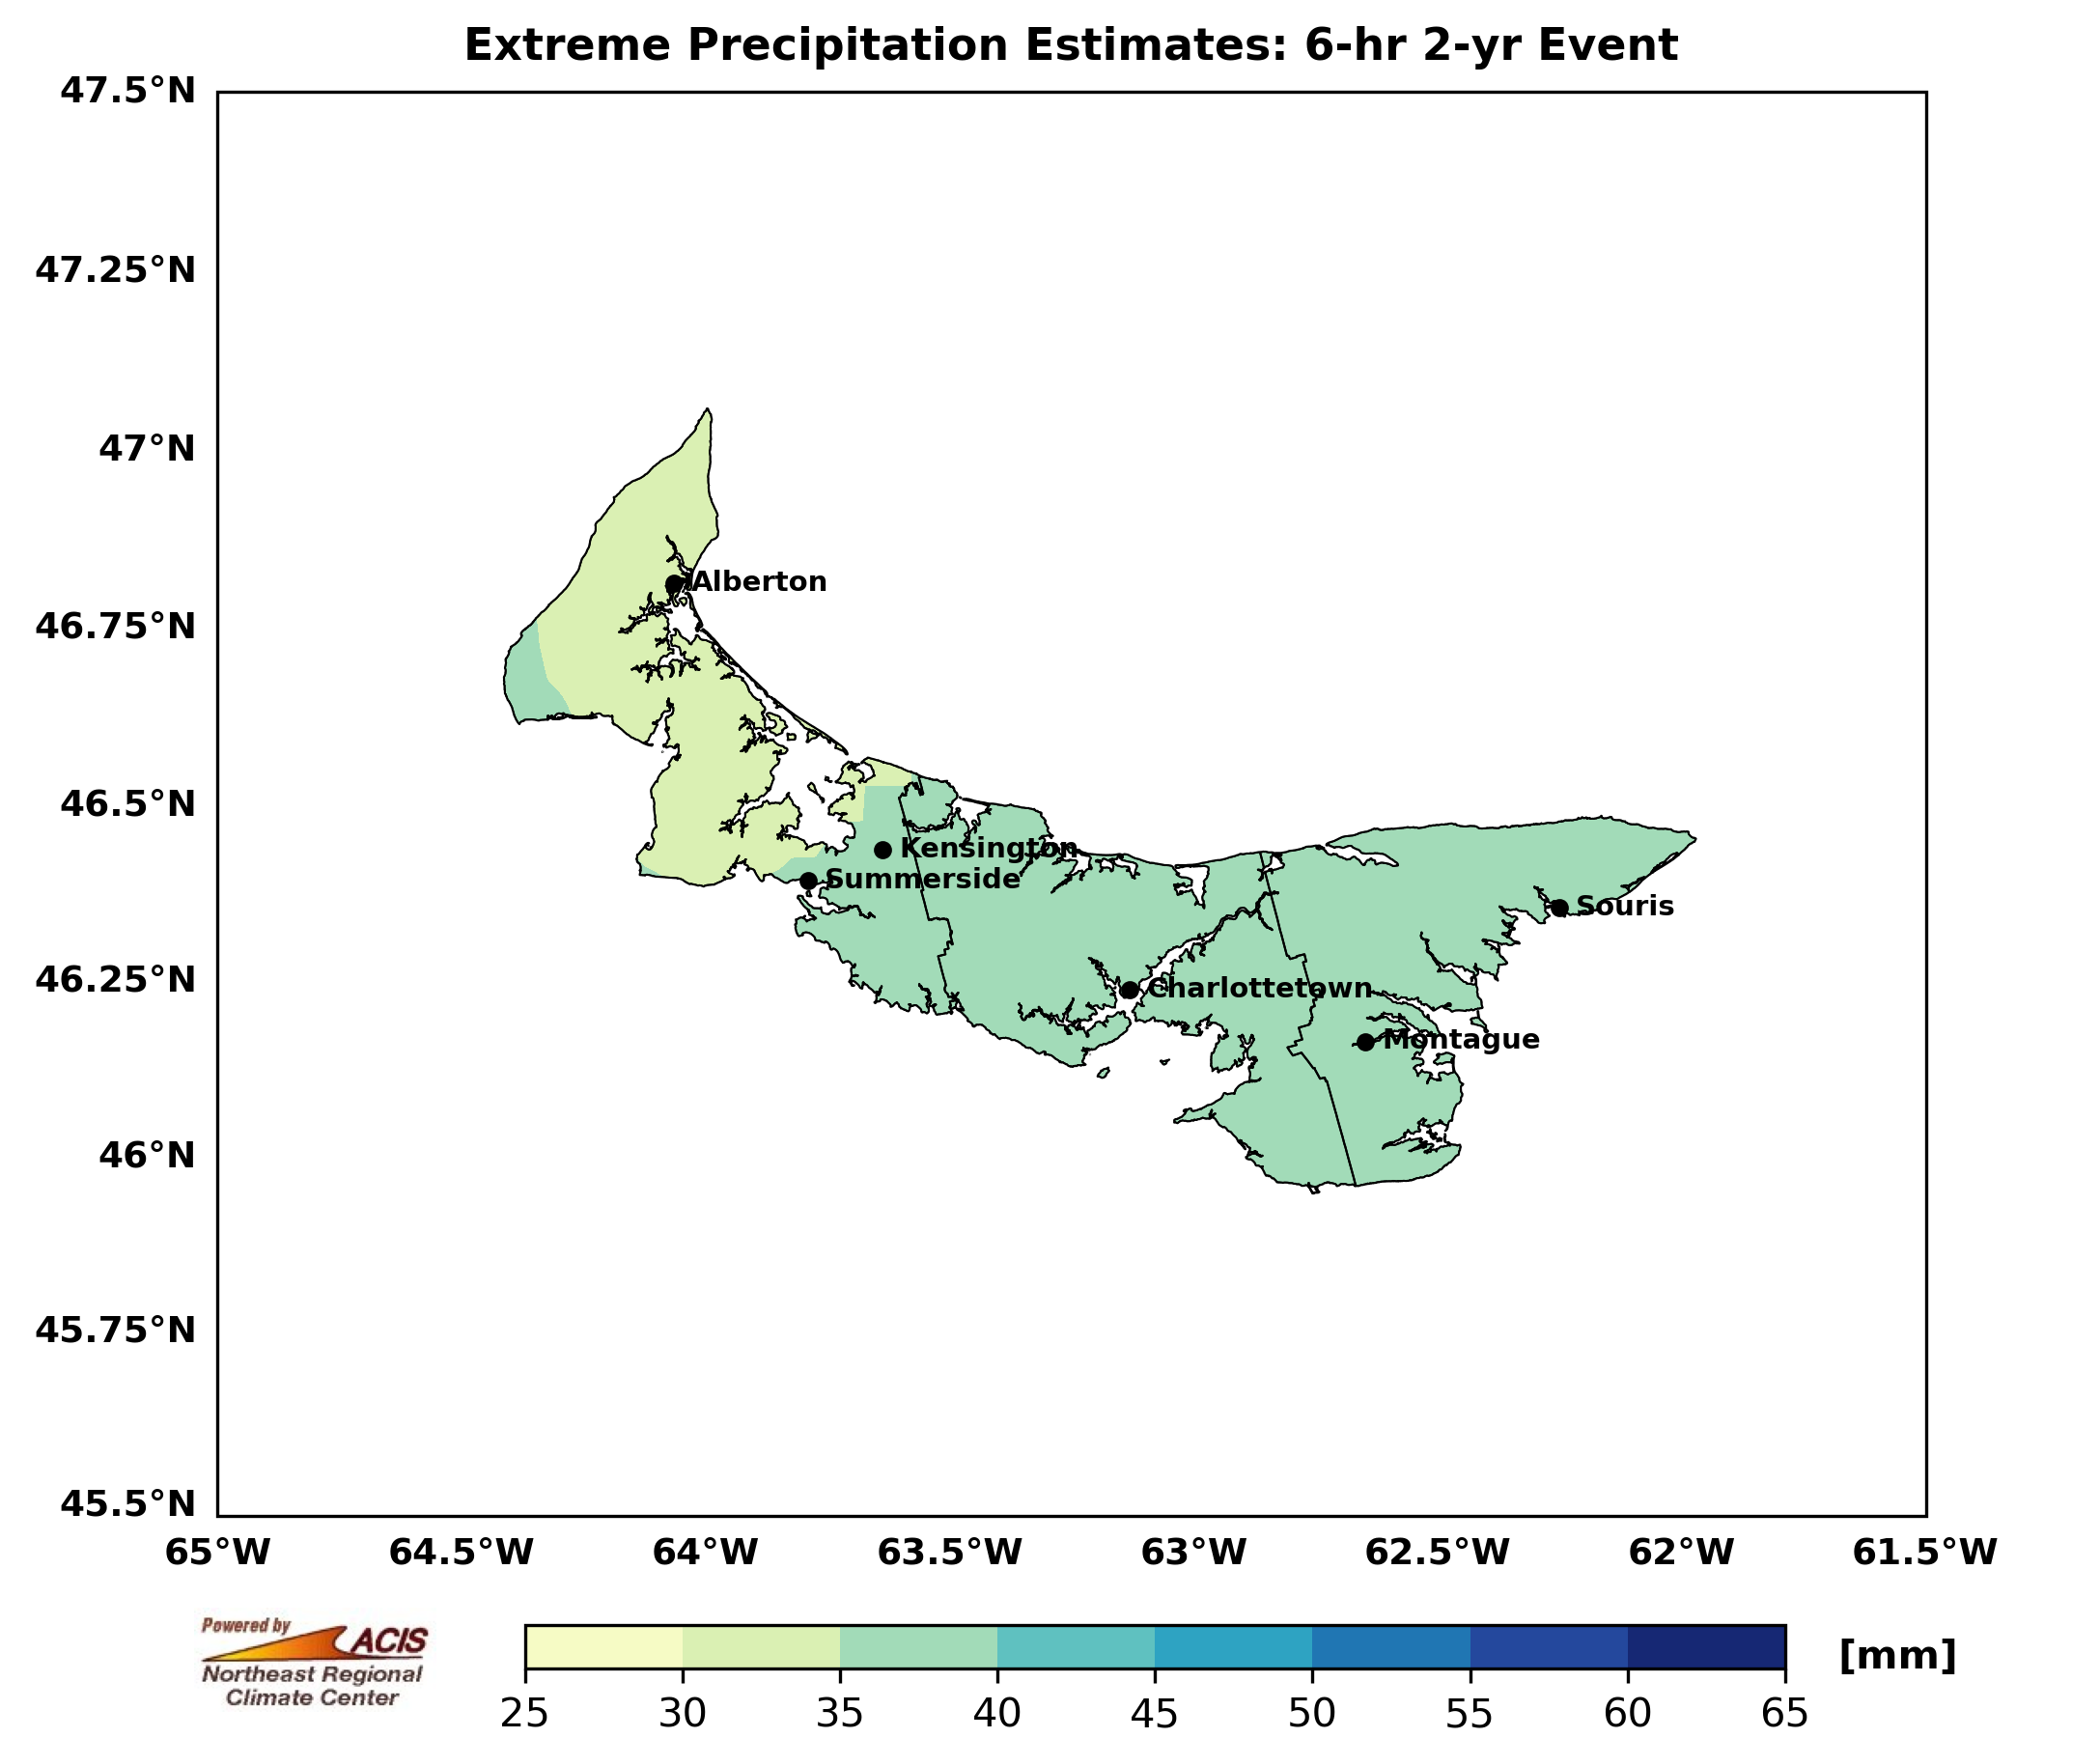 Extreme Precipitation Estimates: 6-hr 2-yr Event
47.5°N
47.25°N
47°N
46.75°N
46.5°N
46.25°N
46°N
45.75°N
45.5°N
Alberton
Kensington
Summerside
Souris
Charlottetown
Montague
65°W 64.5°W 64°W 63.5°W 63°W 62.5°W 62°W 61.5°W
Powered by
ACIS
Northeast Regional
Climate Center
[mm]
25 30 35 40 45 50 55 60 65